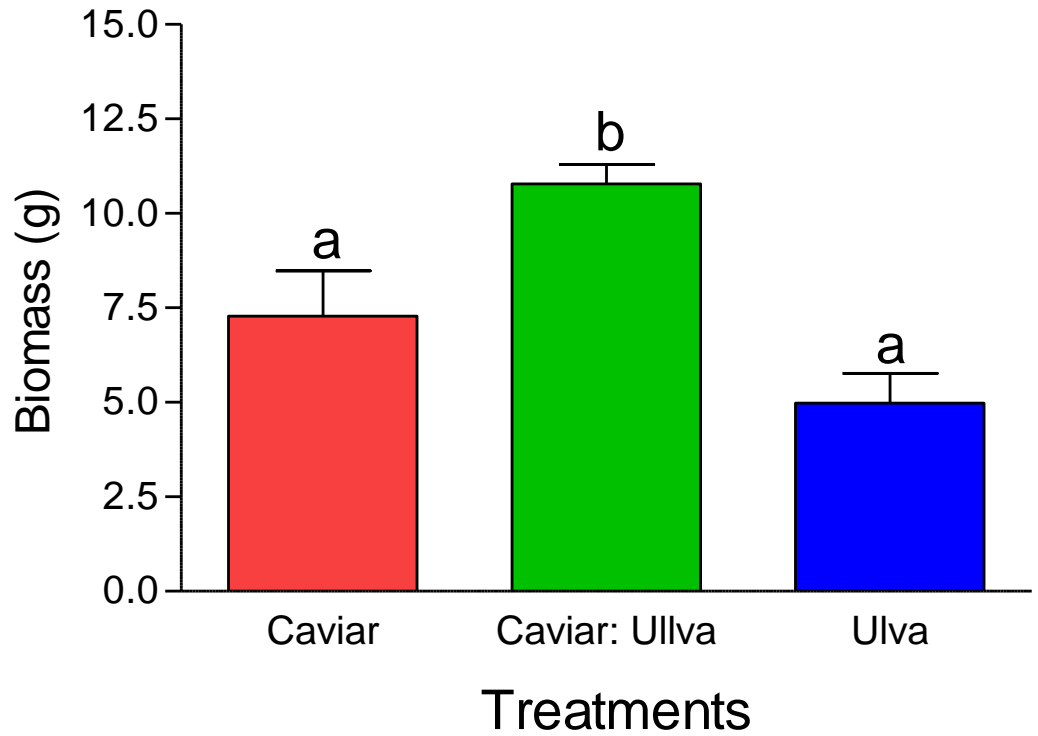 15.0
12.5
10.0
7.5
5.0
2.5
0.0
Biomass (g)
a
b
a
Caviar
Caviar: Ullva
Ulva
Treatments